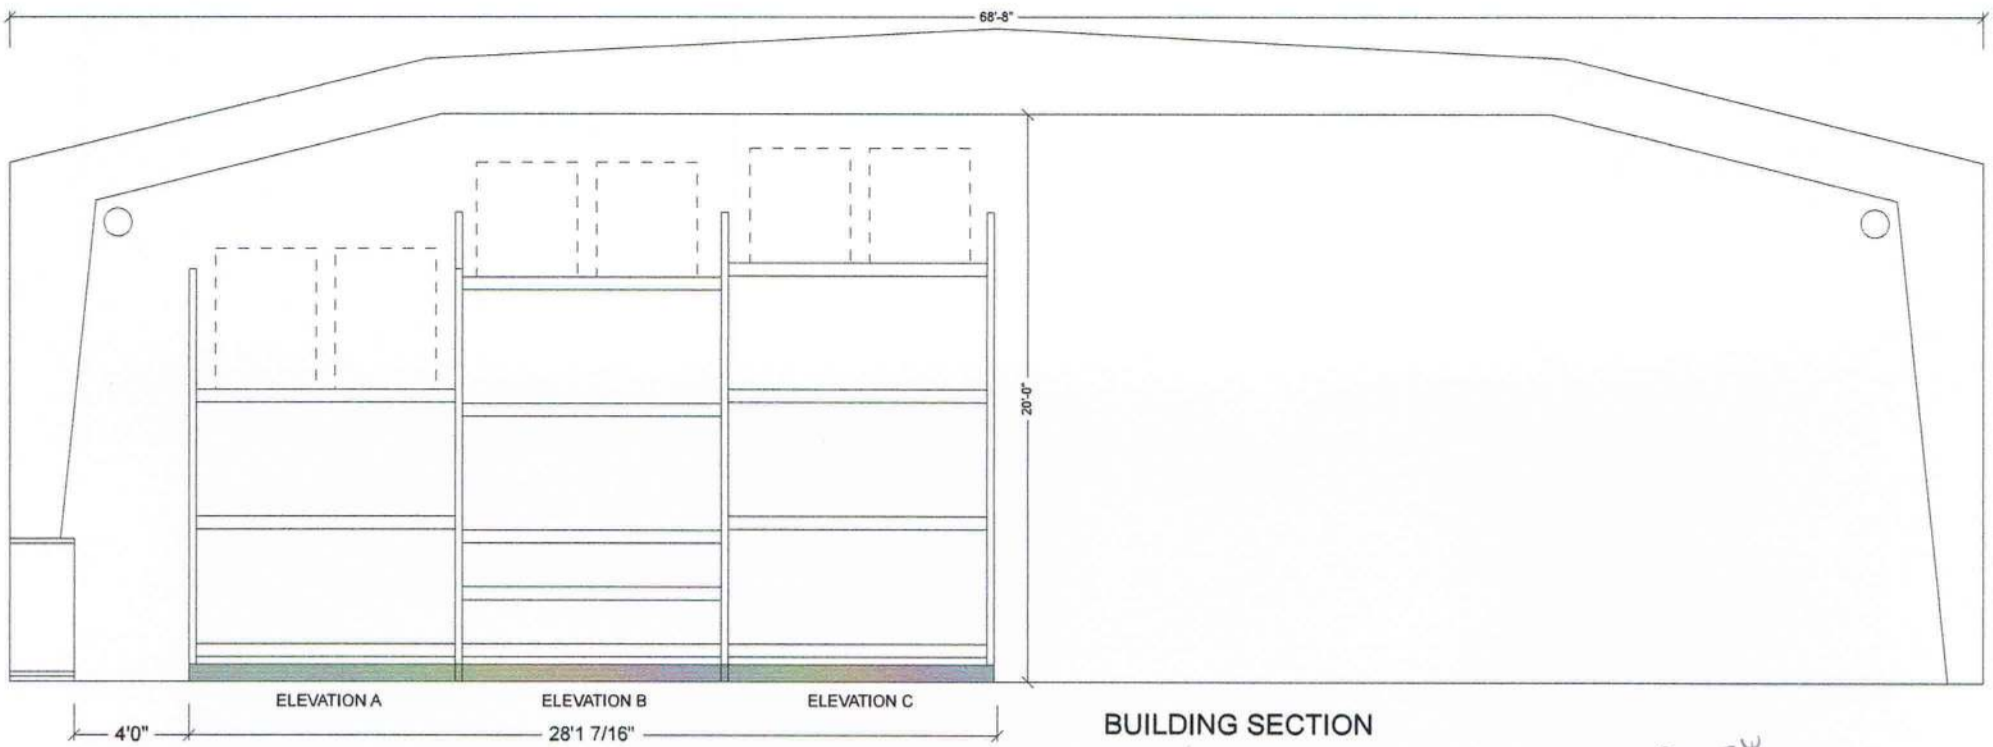 68'-8"
20'-0"
ELEVATION A
ELEVATION B
ELEVATION C
4'0"
28'1 7/16"
BUILDING SECTION